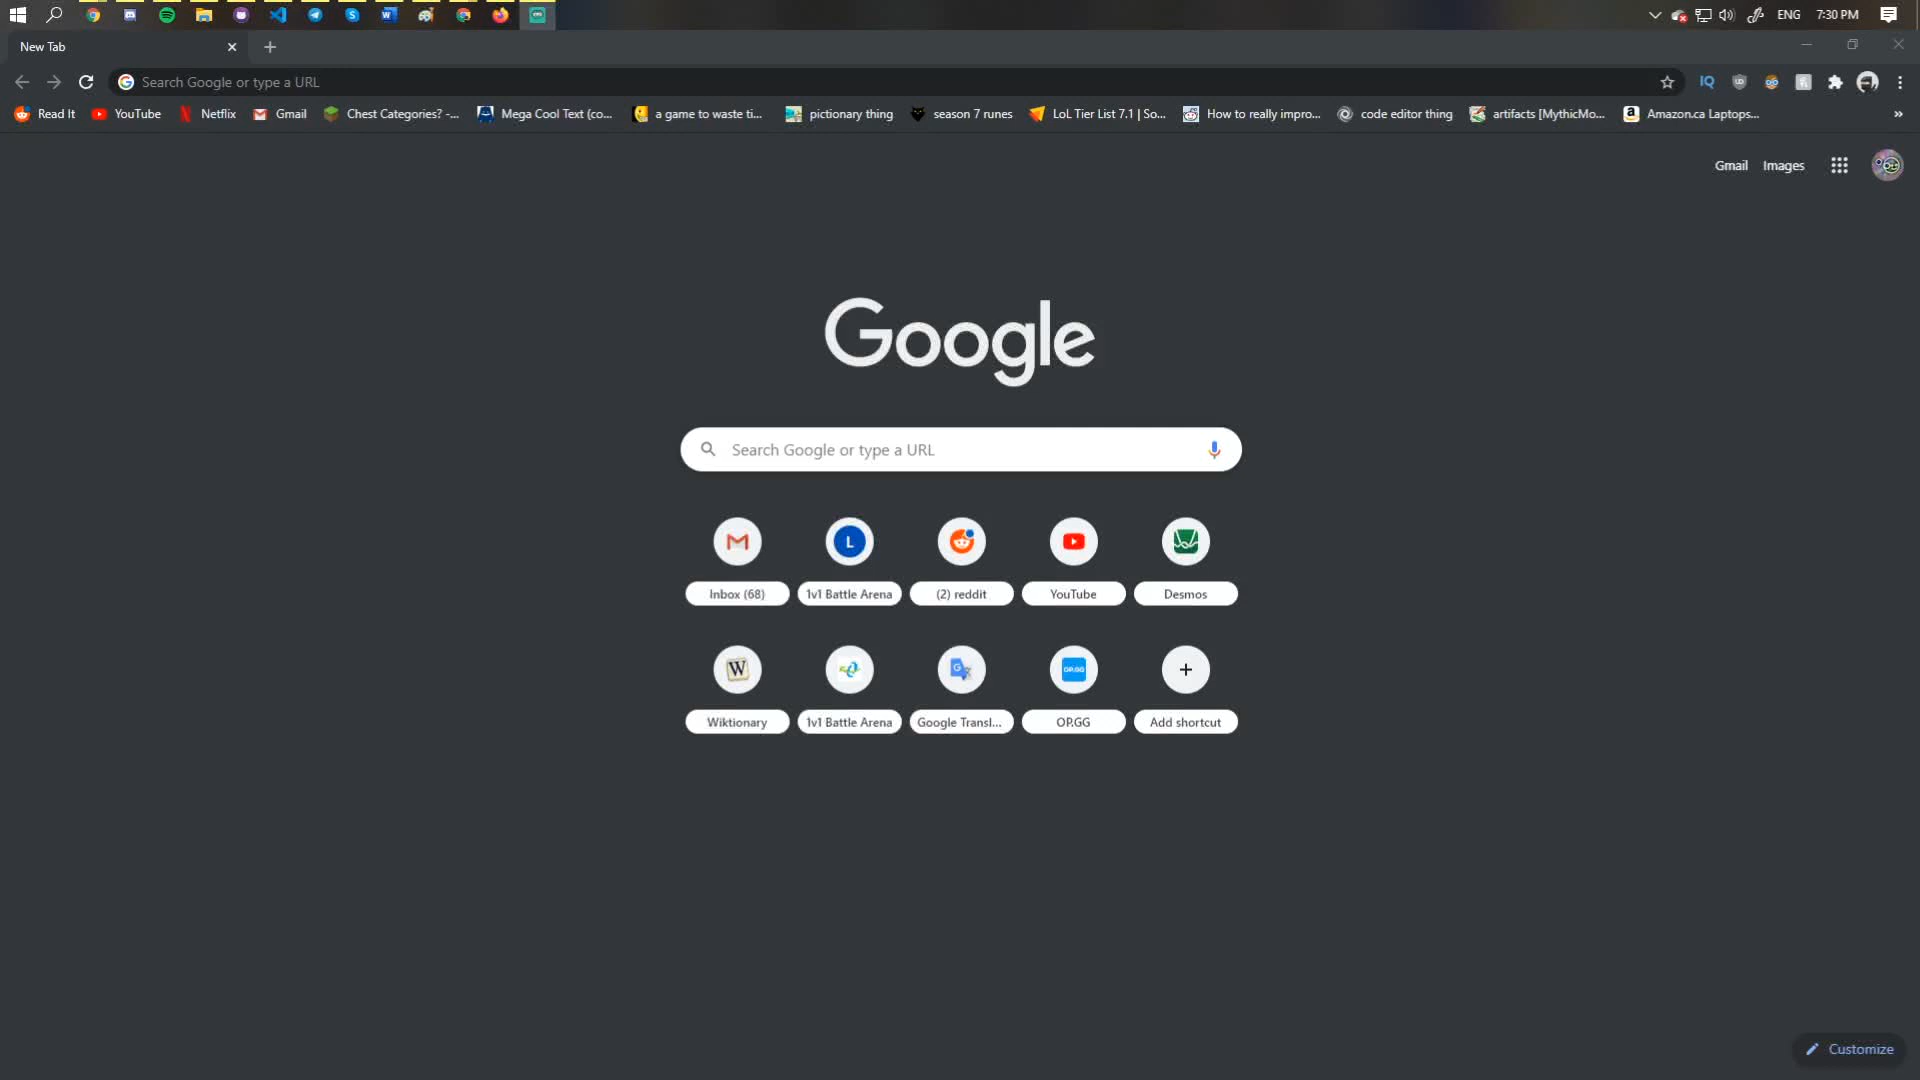 ENG 7:30 PM
New Tab
Search Google or type a URL
IQ
Read It YouTube Netflix Gmail Chest Categories? -... Mega Cool Text (co... a game to waste ti... pictionary thing season 7 runes LoL Tier List 7.1 | So... How to really impro... code editor thing artifacts [MythicMo... Amazon.ca Laptops... »
Gmail Images
Google
Search Google or type a URL
L
Inbox (68) 1v1 Battle Arena (2) reddit YouTube Desmos
W OP.GG
Wiktionary 1v1 Battle Arena Google Transl... OP.GG Add shortcut
Customize